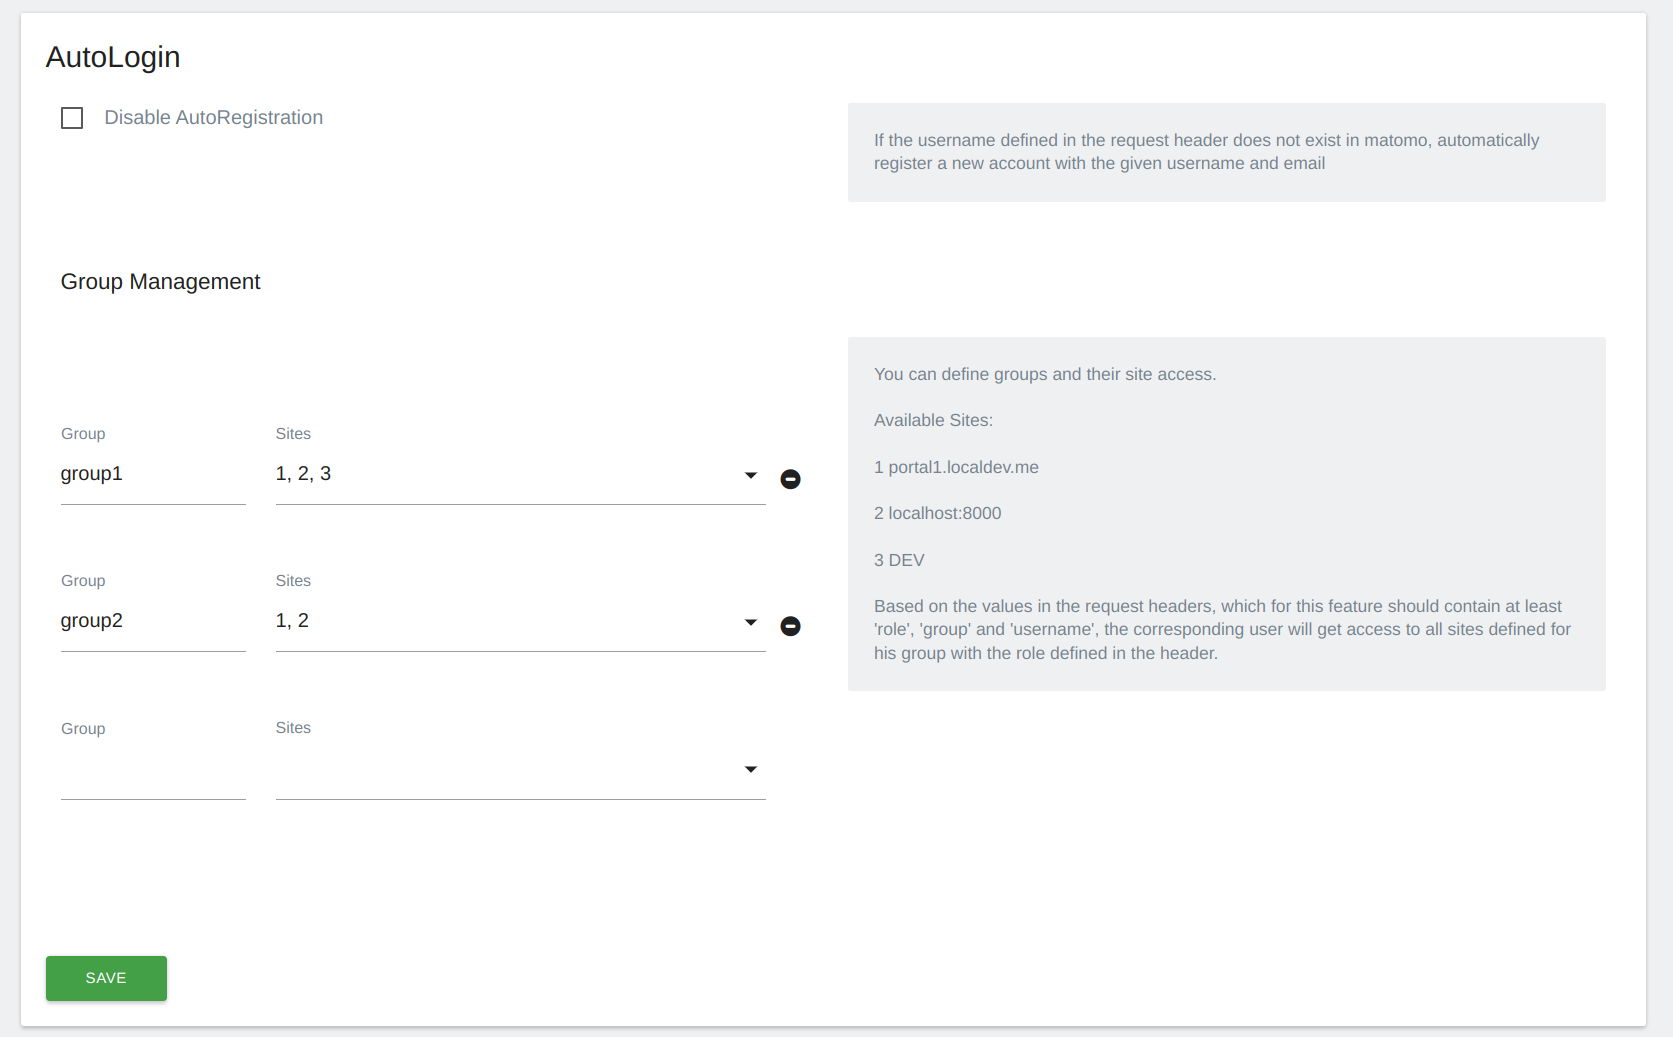 AutoLogin
Disable AutoRegistration
If the username defined in the request header does not exist in matomo, automatically
register a new account with the given username and email
Group Management
You can define groups and their site access.
Available Sites:
1 portal1.localdev.me
2 localhost:8000
3 DEV
Based on the values in the request headers, which for this feature should contain at least
'role', 'group' and 'username', the corresponding user will get access to all sites defined for
his group with the role defined in the header.
Group Sites
group1 1, 2, 3
Group Sites
group2 1, 2
Group Sites
SAVE